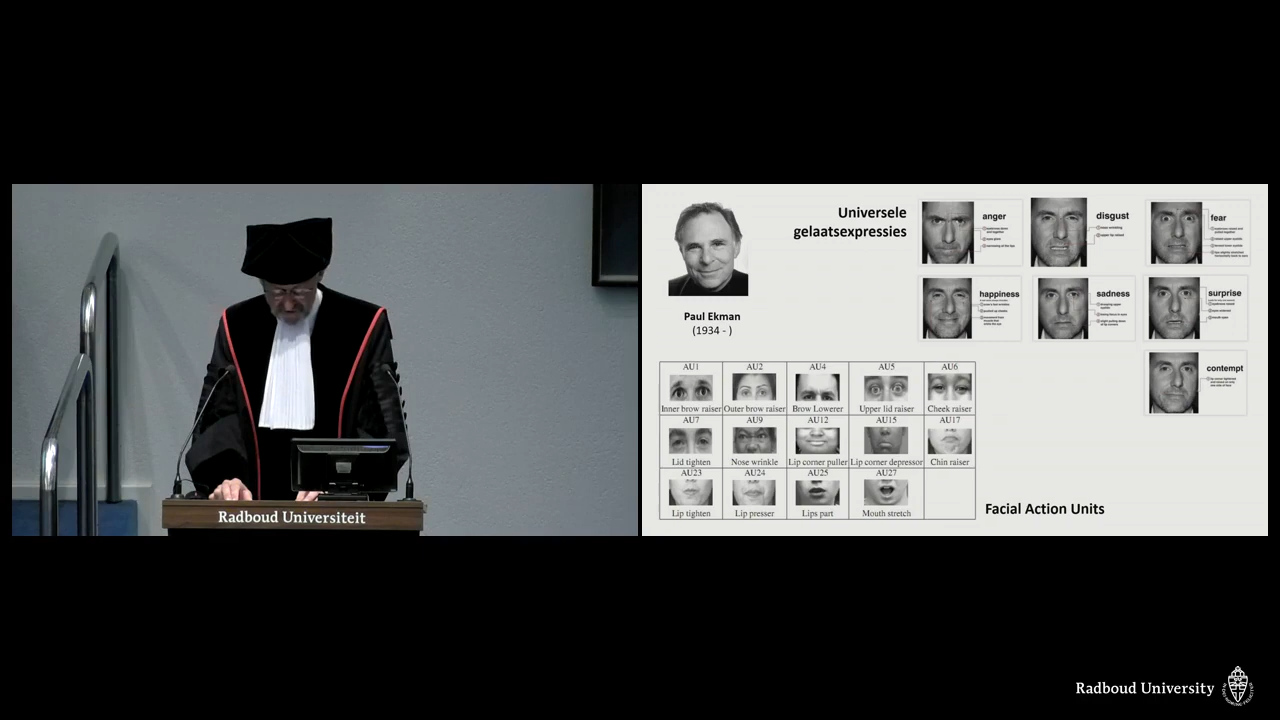 Radboud Universiteit
Universele
gelaatsexpressies
Paul Ekman
(1934 - )
anger
disgust
fear
happiness
sadness
surprise
contempt
AU1
AU2
AU4
AU5
AU6
Inner brow raiser
Outer brow raiser
Brow Lowerer
Upper lid raiser
Cheek raiser
AU7
AU9
AU12
AU15
AU17
Lid tighten
Nose wrinkle
Lip corner puller
Lip corner depressor
Chin raiser
AU23
AU24
AU25
AU27
Lip tighten
Lip presser
Lips part
Mouth stretch
Facial Action Units
Radboud University